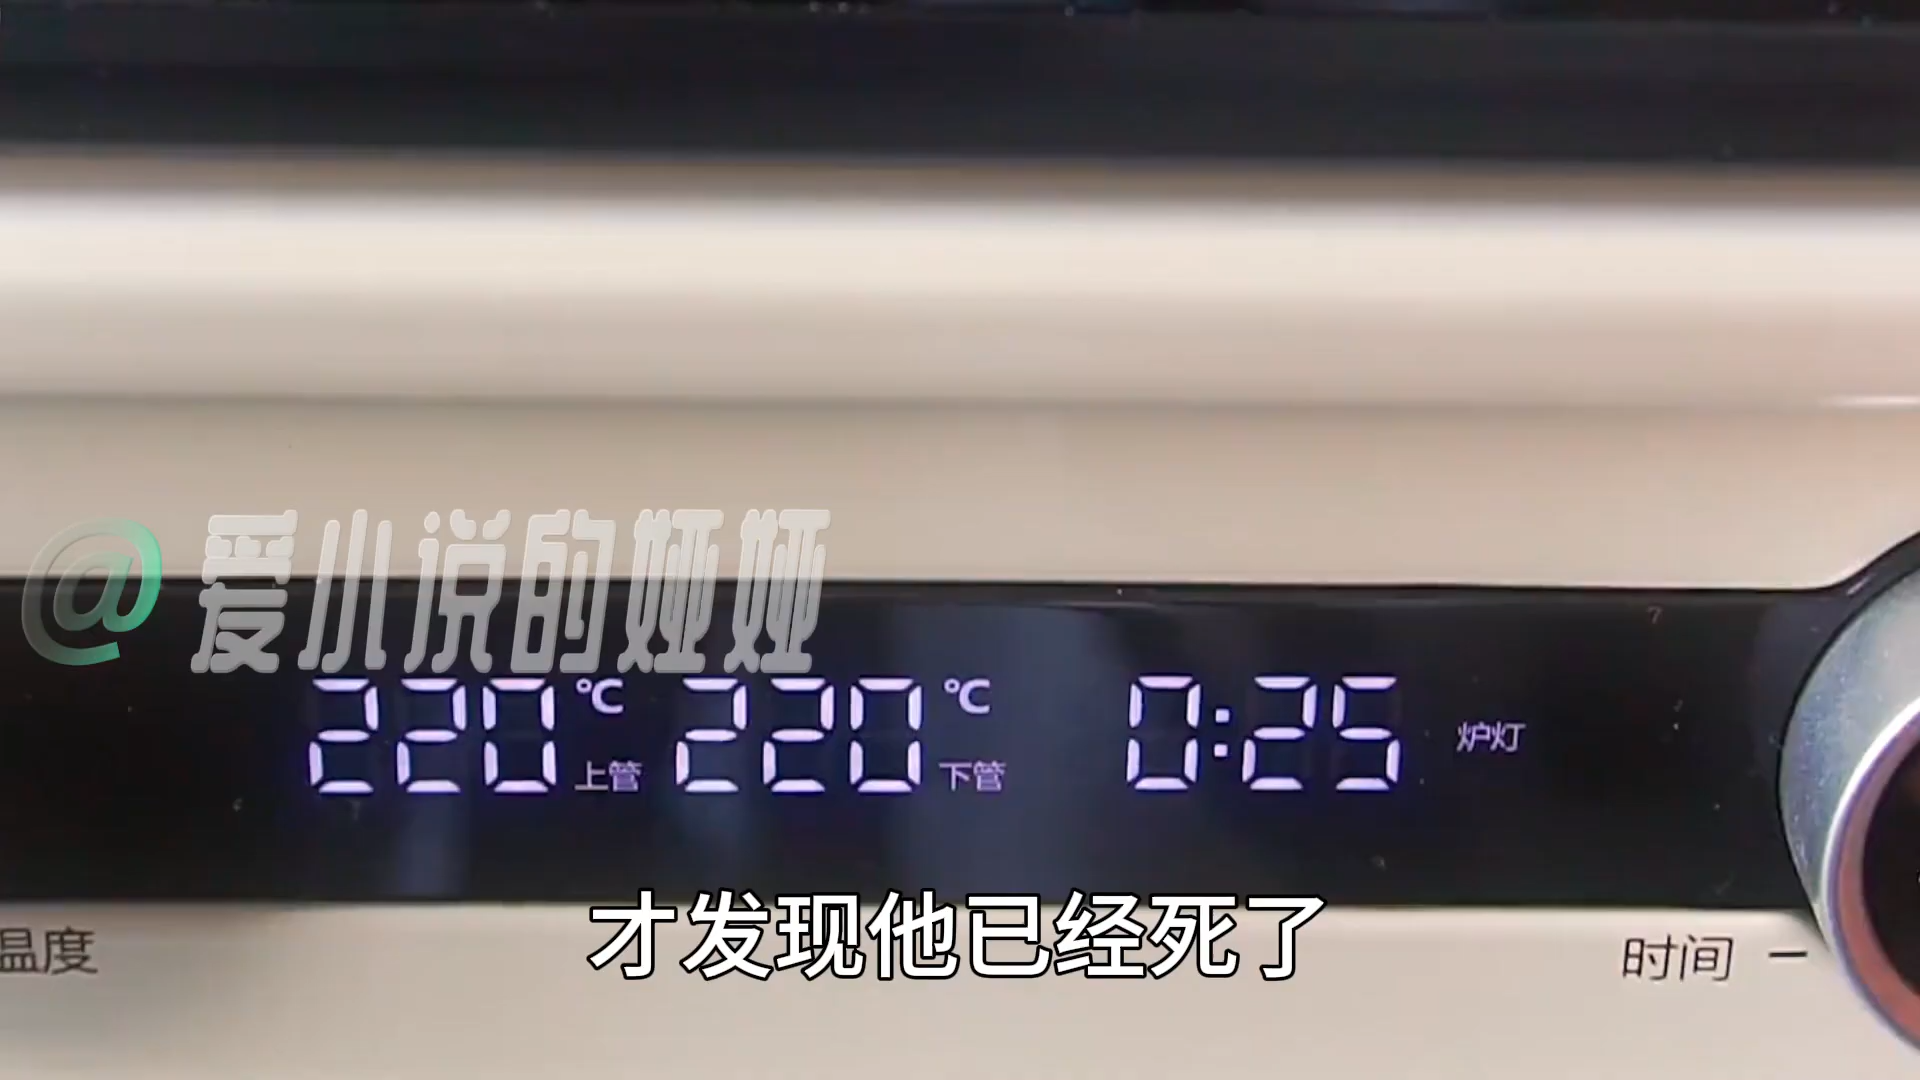 @爱小说的娅娅
220 ℃ 上管 220 ℃ 下管 0:25 炉灯
才发现他已经死了
温度 时间 —